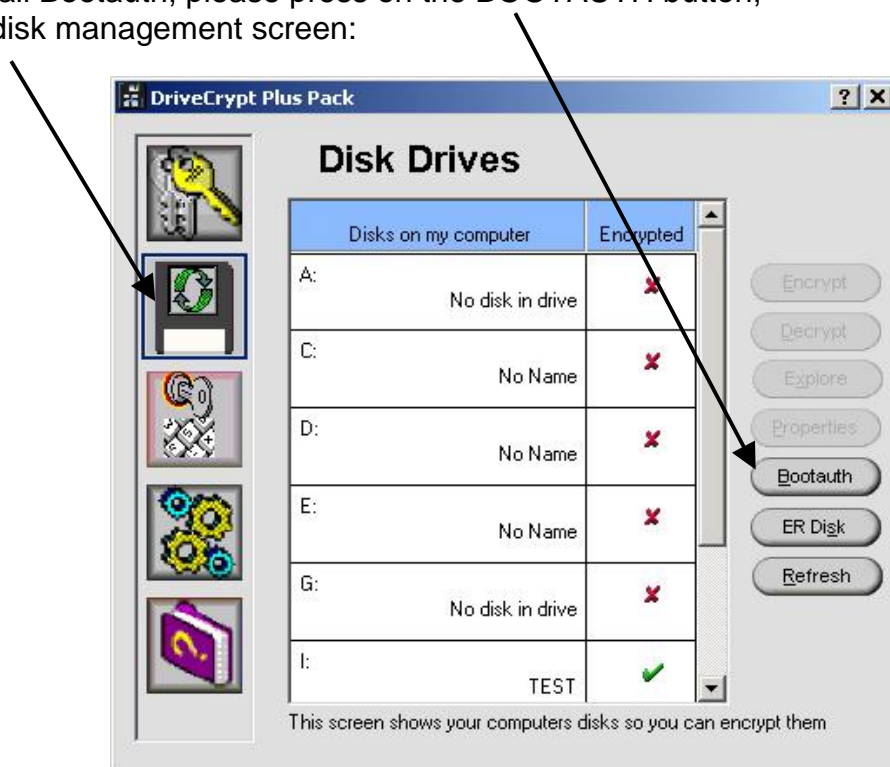 all Bootauth, please press on the BOOTAUTH button,
disk management screen:
DriveCrypt Plus Pack
Disk Drives
Disks on my computer Encrypted
A:
No disk in drive
C:
No Name
D:
No Name
E:
No Name
G:
No disk in drive
I:
TEST
Encrypt
Decrypt
Explore
Properties
Bootauth
ER Disk
Refresh
This screen shows your computers disks so you can encrypt them